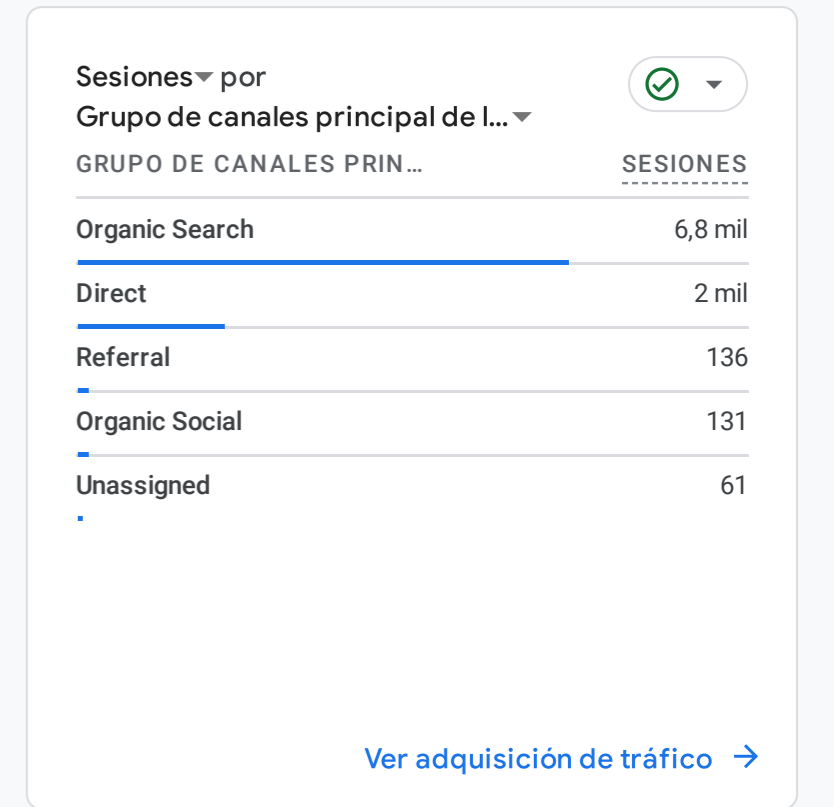 Sesiones por
Grupo de canales principal de l...
GRUPO DE CANALES PRIN... SESIONES
Organic Search 6,8 mil
Direct 2 mil
Referral 136
Organic Social 131
Unassigned 61
Ver adquisición de tráfico